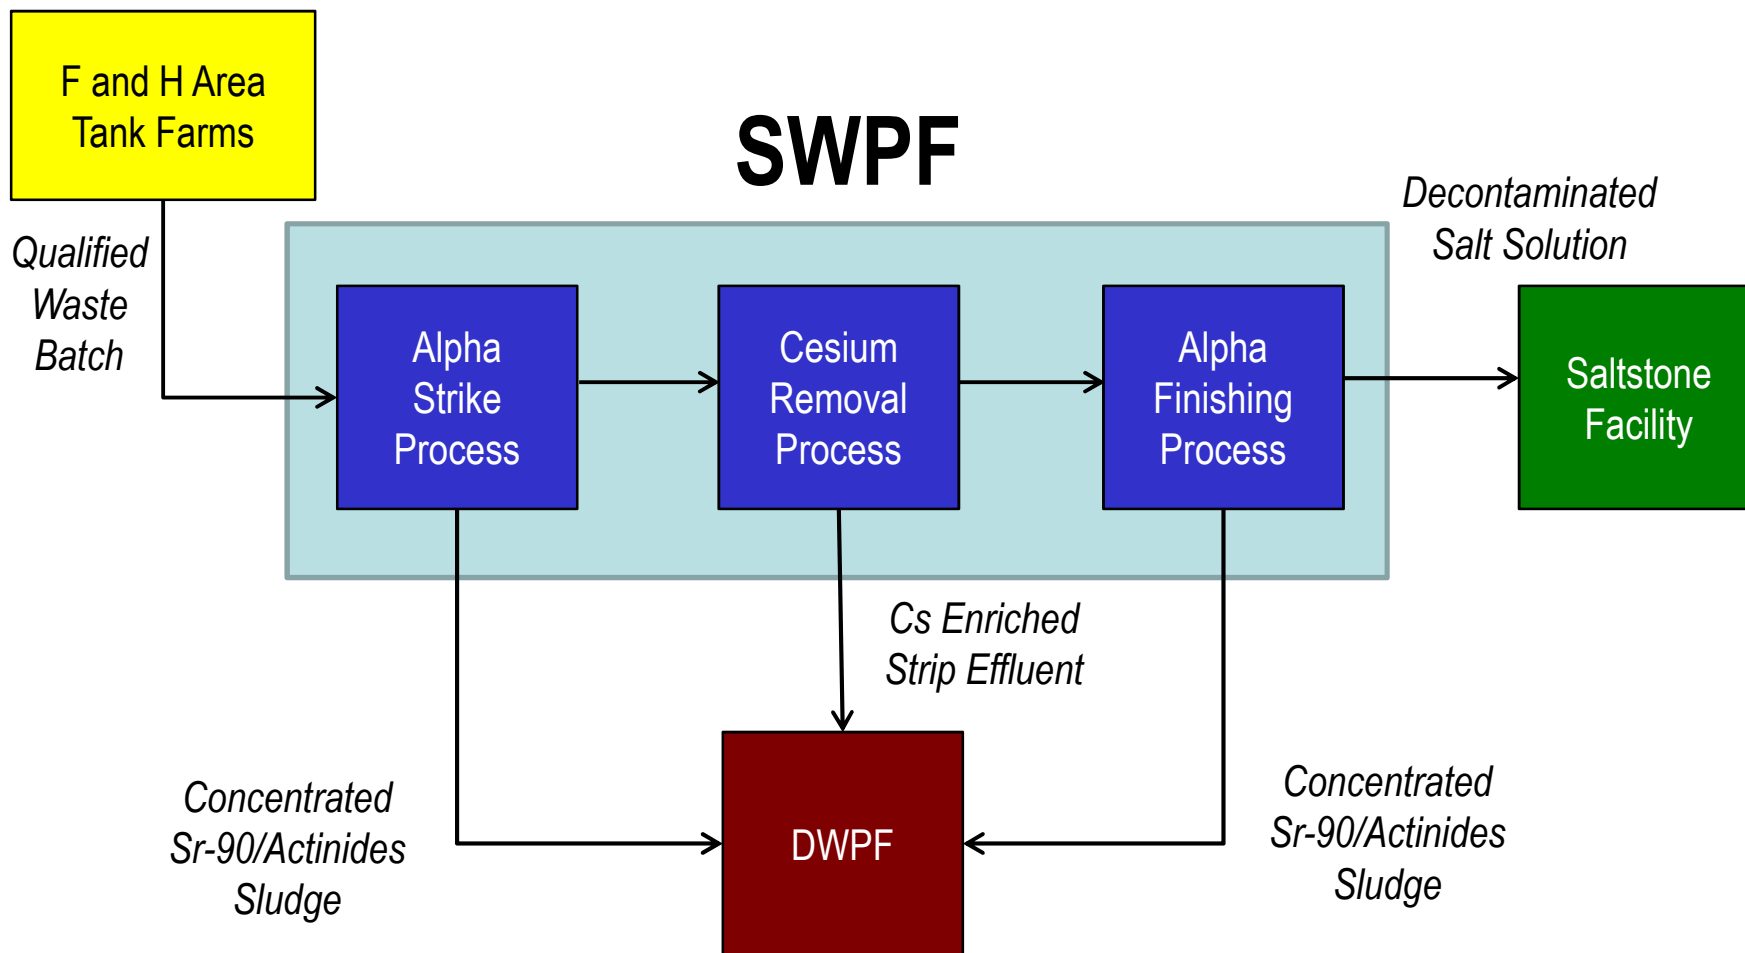 F and H Area
Tank Farms
SWPF
Qualified
Waste
Batch
Decontaminated
Salt Solution
Alpha
Strike
Process
Cesium
Removal
Process
Alpha
Finishing
Process
Saltstone
Facility
Cs Enriched
Strip Effluent
Concentrated
Sr-90/Actinides
Sludge
DWPF
Concentrated
Sr-90/Actinides
Sludge